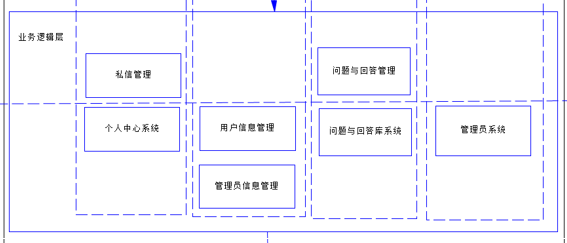 业务逻辑层
私信管理
问题与回答管理
个人中心系统
用户信息管理
问题与回答库系统
管理员系统
管理员信息管理